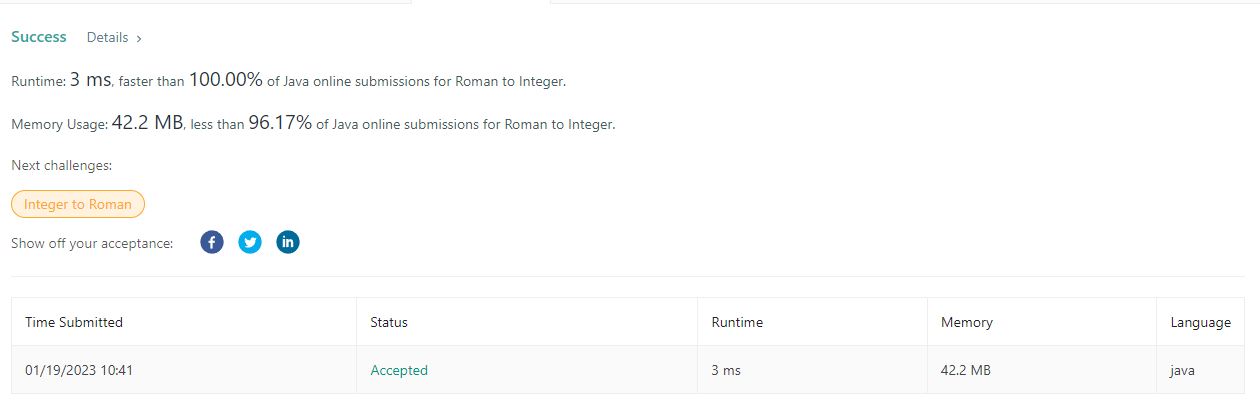 Success Details >
Runtime: 3 ms, faster than 100.00% of Java online submissions for Roman to Integer.
Memory Usage: 42.2 MB, less than 96.17% of Java online submissions for Roman to Integer.
Next challenges:
Integer to Roman
Show off your acceptance: f in
Time Submitted Status Runtime Memory Language
01/19/2023 10:41 Accepted 3 ms 42.2 MB java